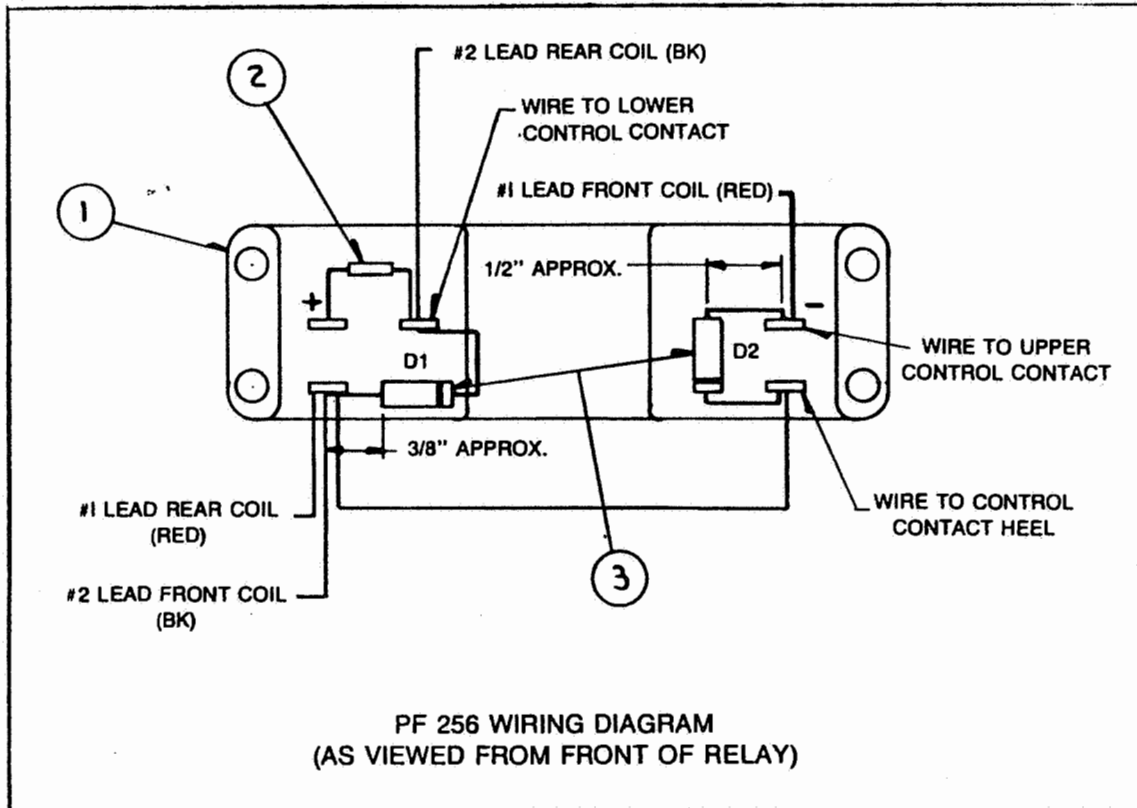 #2 LEAD REAR COIL (BK)
2
WIRE TO LOWER
CONTROL CONTACT
#1 LEAD FRONT COIL (RED)
1
1/2" APPROX.
+
-
D1
D2
WIRE TO UPPER
CONTROL CONTACT
3/8" APPROX.
#1 LEAD REAR COIL
(RED)
WIRE TO CONTROL
CONTACT HEEL
3
#2 LEAD FRONT COIL
(BK)
PF 256 WIRING DIAGRAM
(AS VIEWED FROM FRONT OF RELAY)